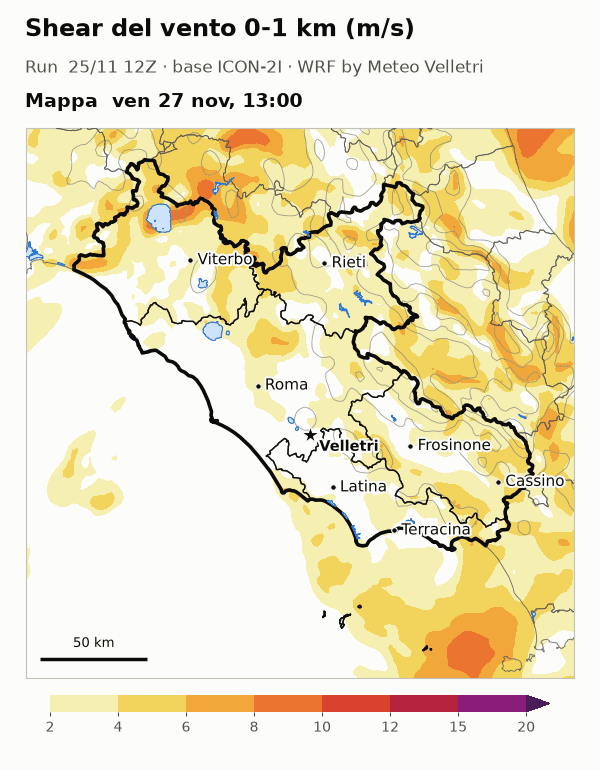 Shear del vento 0-1 km (m/s)
Run  25/11 12Z · base ICON-2I · WRF by Meteo Velletri
Mappa  ven 27 nov, 13:00
Viterbo
Rieti
Roma
Velletri
Frosinone
Latina
Cassino
Terracina
50 km
2 4 6 8 10 12 15 20